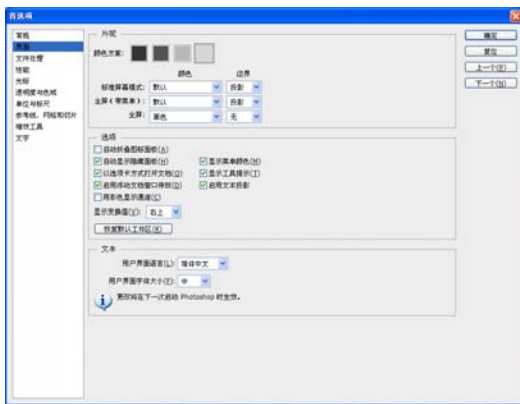 首选项
常规
界面
文件处理
性能
光标
透明度与色域
单位与标尺
参考线、网格和切片
增效工具
文字
外观
颜色方案:
颜色 边界
标准屏幕模式: 默认 投影
全屏（带菜单）: 默认 投影
全屏: 黑色 无
选项
自动折叠图标面板(A)
自动显示隐藏面板(H) 显示菜单颜色(M)
以选项卡方式打开文档(O) 显示工具提示(T)
启用浮动文档窗口停放(D) 启用文本投影
用彩色显示通道(C)
显示变换值(V): 右上
恢复默认工作区(R)
文本
用户界面语言(L): 简体中文
用户界面字体大小(F): 中
更改将在下一次启动 Photoshop 时生效。
确定
复位
上一个(P)
下一个(N)